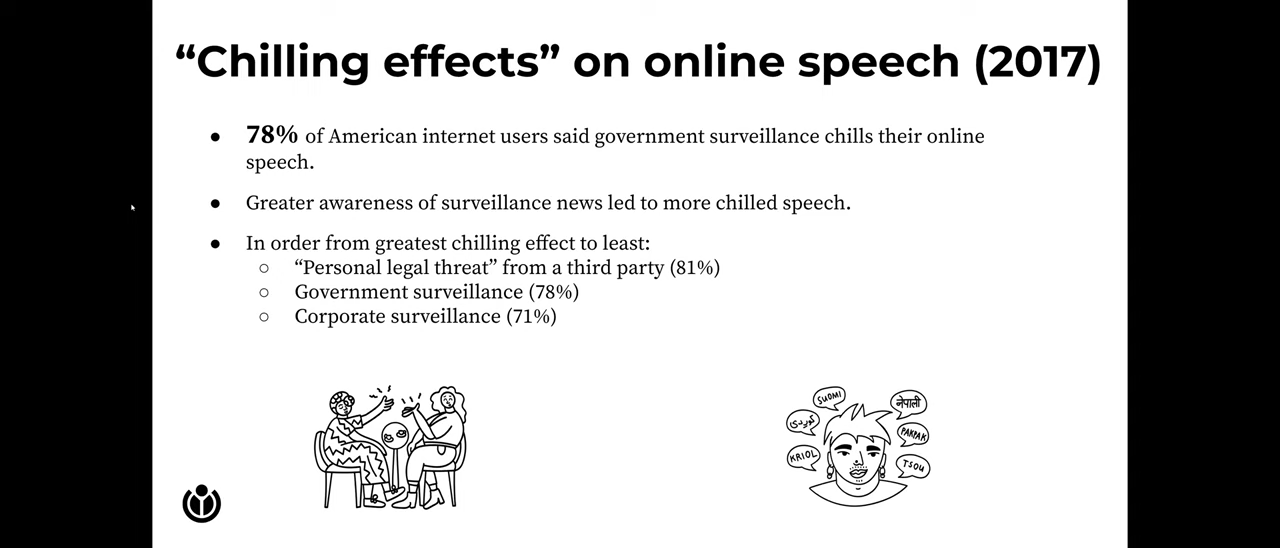 “Chilling effects” on online speech (2017)
● 78% of American internet users said government surveillance chills their online
speech.
● Greater awareness of surveillance news led to more chilled speech.
● In order from greatest chilling effect to least:
○ “Personal legal threat” from a third party (81%)
○ Government surveillance (78%)
○ Corporate surveillance (71%)
SUOMI
नेपाली
كوردی
PAKPAK
KRIOL
TSOU